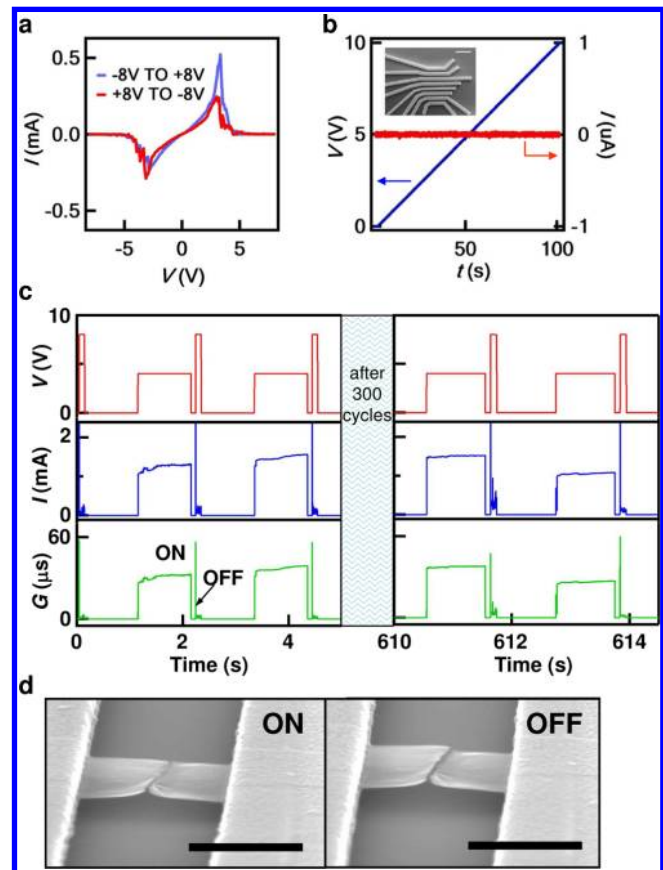 a
0.5
0.0
-0.5
I (mA)
-8V TO +8V
+8V TO -8V
-5
0
5
V (V)
b
10
5
0
V (V)
1
0
-1
I (uA)
50
100
t (s)
c
10
0
V (V)
2
0
I (mA)
60
0
G (µs)
ON
OFF
after
300
cycles
0
2
4
6
Time (s)
610
612
614
Time (s)
d
ON
OFF